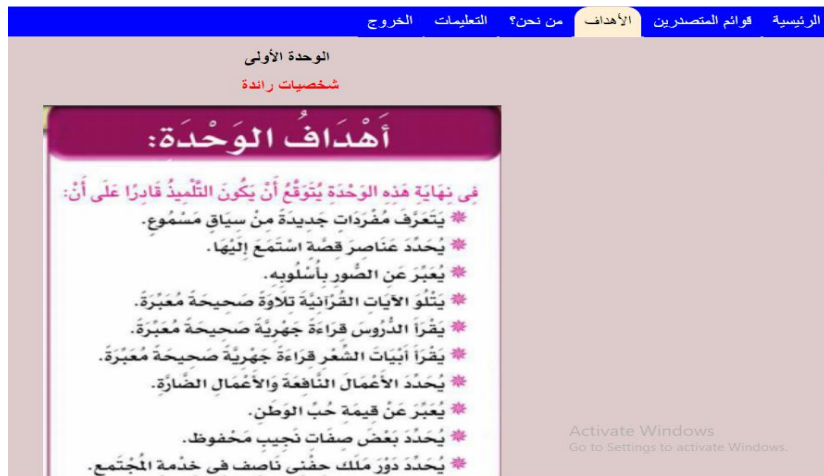 الرئيسية قوائم المتصدرين الأهداف من نحن؟ التعليمات الخروج
الوحدة الأولى
شخصيات رائدة
أَهْدَافُ الوَحْدَةِ:
فِى نِهَايَةِ هَذِهِ الوَحْدَةِ يُتَوَقَّعُ أَنْ يَكُونَ التِّلْمِيذُ قَادِرًا عَلَى أَنْ:
يَتَعَرَّفَ مُفْرَدَاتٍ جَدِيدَةً مِنْ سِيَاقٍ مَسْمُوعٍ.
يُحَدِّدَ عَنَاصِرَ قِصَّةٍ اسْتَمَعَ إِلَيْهَا.
يُعَبِّرَ عَنِ الصُّوَرِ بِأُسْلُوبِهِ.
يَتْلُوَ الآيَاتِ القُرْآنِيَّةَ تِلَاوَةً صَحِيحَةً مُعَبِّرَةً.
يَقْرَأَ الدُّرُوسَ قِرَاءَةً جَهْرِيَّةً صَحِيحَةً مُعَبِّرَةً.
يَقْرَأَ أَبْيَاتَ الشِّعْرِ قِرَاءَةً جَهْرِيَّةً صَحِيحَةً مُعَبِّرَةً.
يُحَدِّدَ الأَعْمَالَ النَّافِعَةَ وَالأَعْمَالَ الضَّارَّةَ.
يُعَبِّرَ عَنْ قِيمَةِ حُبِّ الوَطَنِ.
يُحَدِّدَ بَعْضَ صِفَاتِ نَجِيبِ مَحْفُوظ.
يُحَدِّدَ دَوْرَ مَلَك حِفْنِى نَاصِف فِى خِدْمَةِ المُجْتَمَعِ.
Activate Windows
Go to Settings to activate Windows.